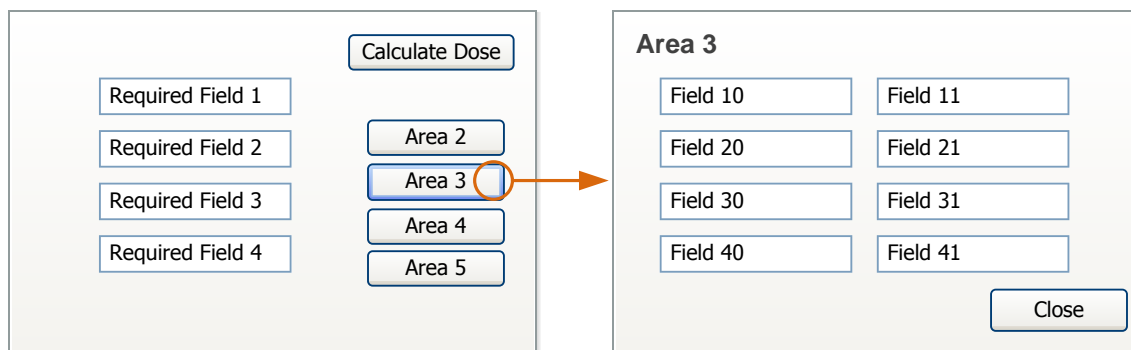 Calculate Dose
Required Field 1
Required Field 2
Required Field 3
Required Field 4
Area 2
Area 3
Area 4
Area 5
Area 3
Field 10
Field 11
Field 20
Field 21
Field 30
Field 31
Field 40
Field 41
Close